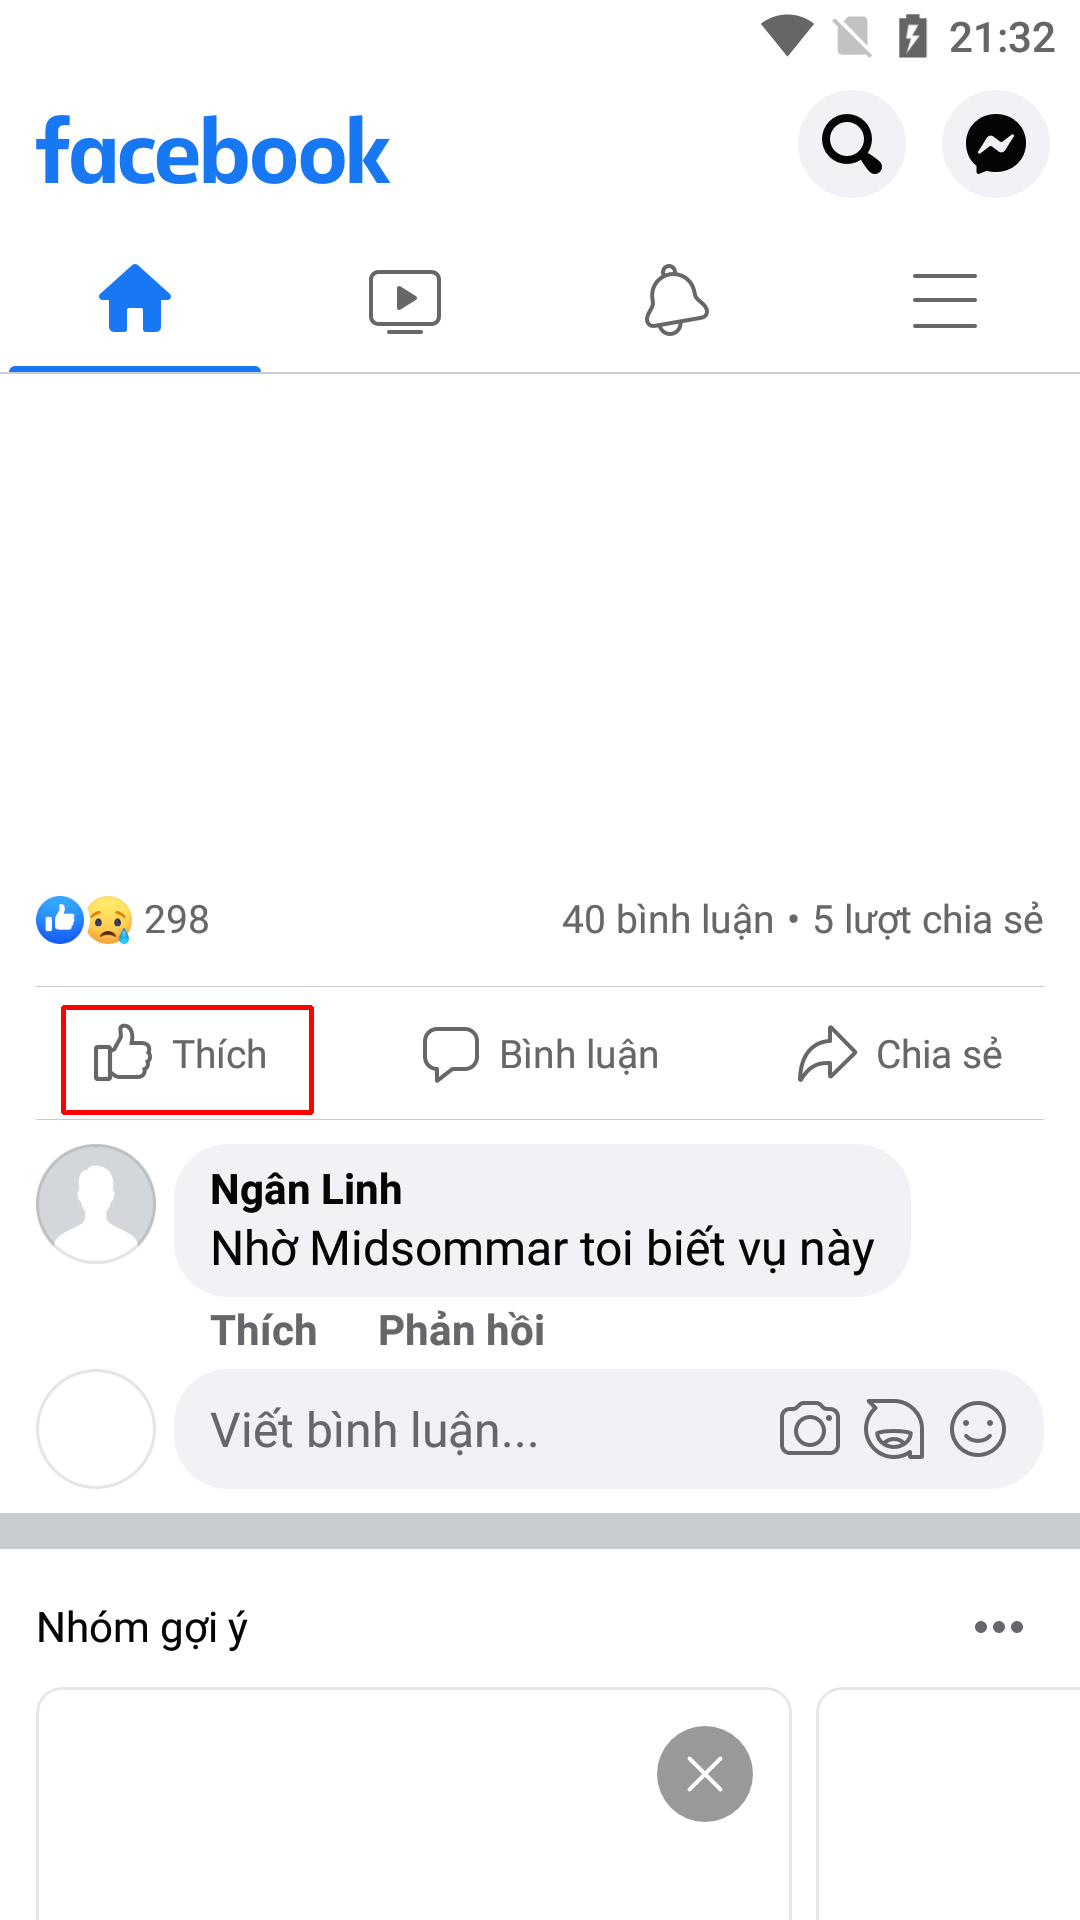 21:32
facebook
298
40 bình luận • 5 lượt chia sẻ
Thích
Bình luận
Chia sẻ
Ngân Linh
Nhờ Midsommar toi biết vụ này
Thích Phản hồi
Viết bình luận...
Nhóm gợi ý